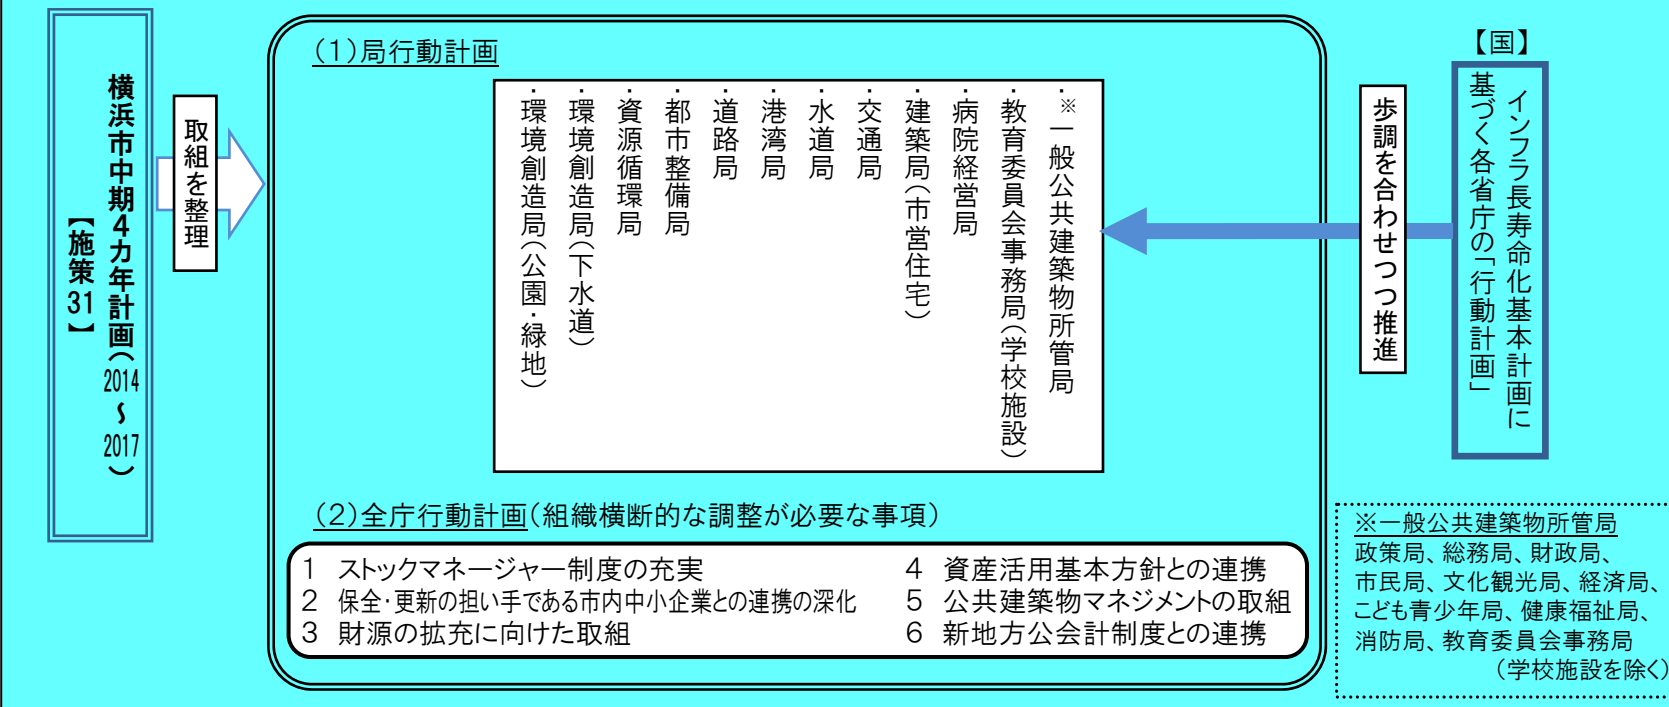 横浜市中期4カ年計画(2014~2017)
【施策31】
取組を整理
(1)局行動計画
・環境創造局(公園・緑地)
・環境創造局(下水道)
・資源循環局
・都市整備局
・道路局
・港湾局
・水道局
・交通局
・建築局(市営住宅)
・病院経営局
・教育委員会事務局(学校施設)
・※一般公共建築物所管局
(2)全庁行動計画(組織横断的な調整が必要な事項)
1 ストックマネージャー制度の充実
2 保全・更新の担い手である市内中小企業との連携の深化
3 財源の拡充に向けた取組
4 資産活用基本方針との連携
5 公共建築物マネジメントの取組
6 新地方公会計制度との連携
歩調を合わせつつ推進
【国】
インフラ長寿命化基本計画に
基づく各省庁の「行動計画」
※一般公共建築物所管局
政策局、総務局、財政局、
市民局、文化観光局、経済局、
こども青少年局、健康福祉局、
消防局、教育委員会事務局
(学校施設を除く)